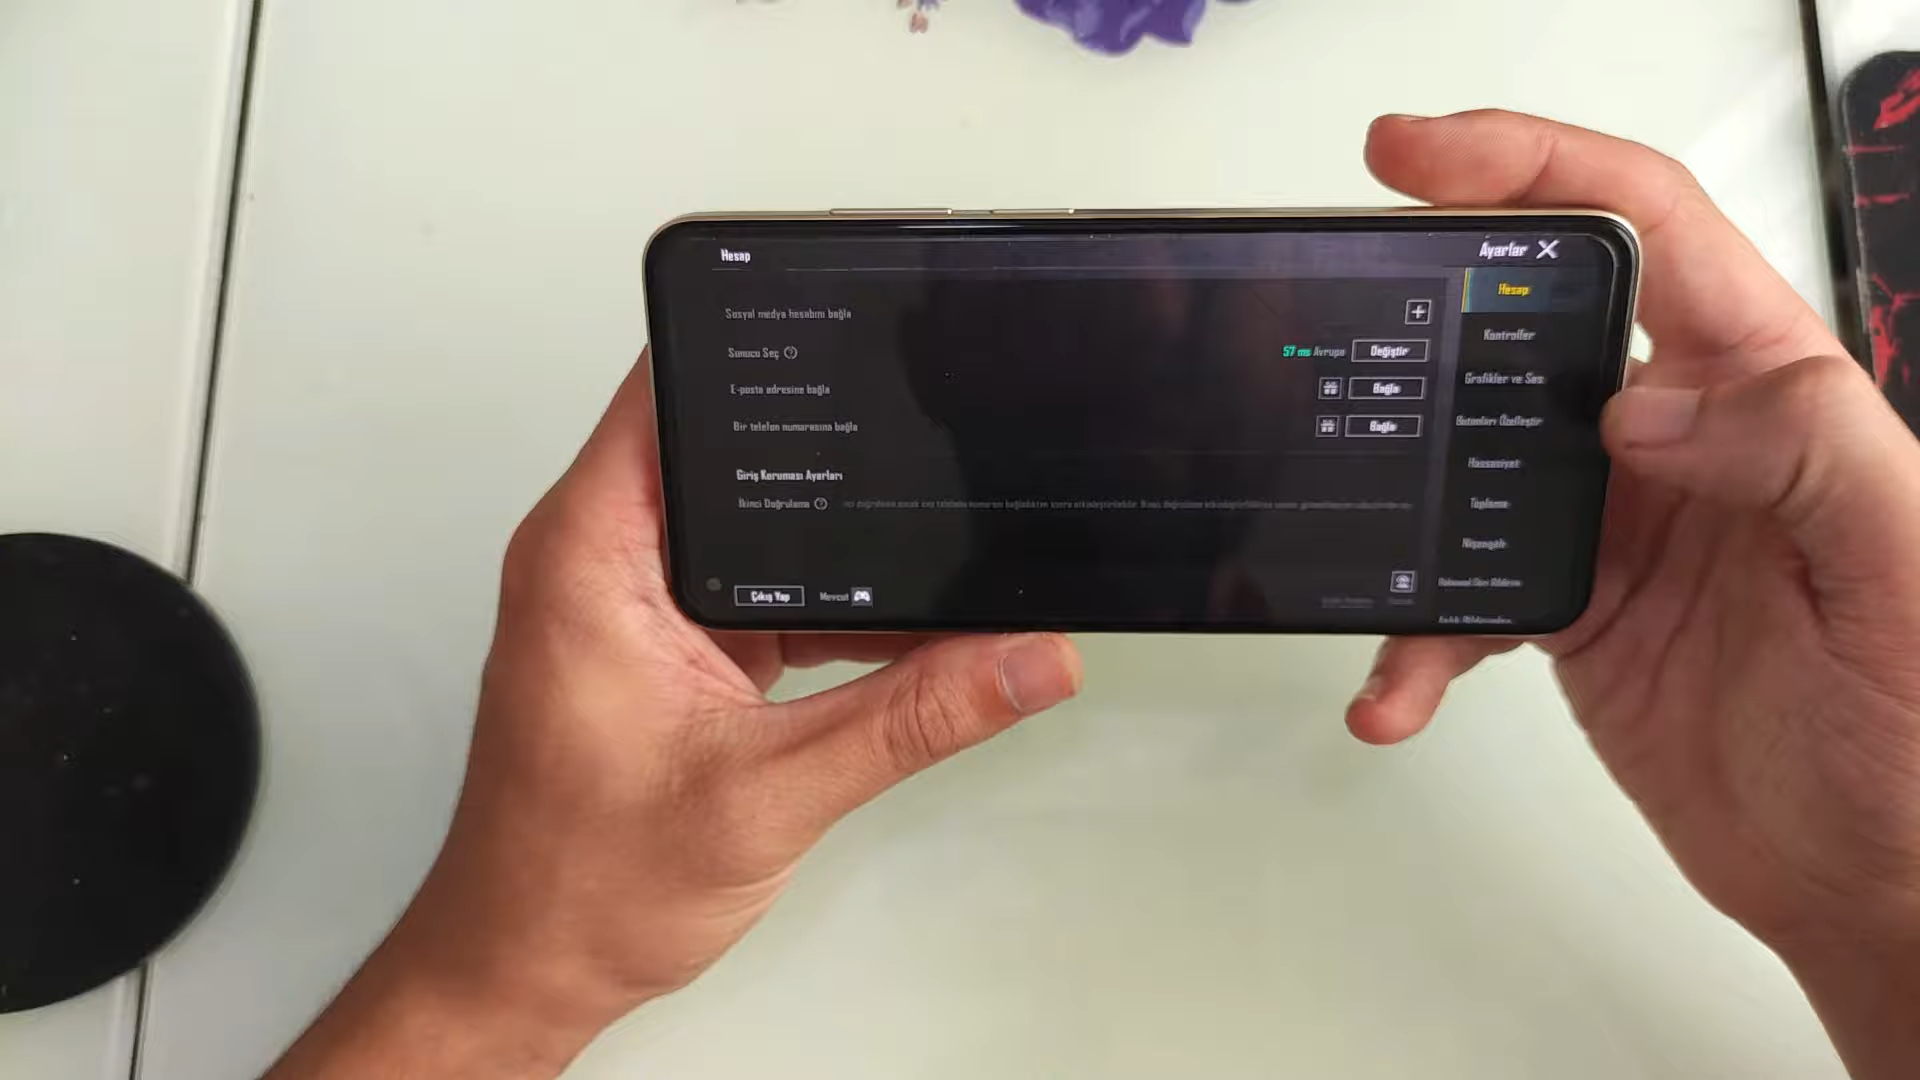 Hesap
Ayarlar X
Sosyal medya hesabını bağla
Sunucu Seç ?
57 ms Avrupa
Değiştir
E-posta adresine bağla
Bağla
Bir telefon numarasına bağla
Bağla
Giriş Koruması Ayarları
İkinci Doğrulama ?
Çıkış Yap
Mevcut
Hesap
Kontroller
Grafikler ve Ses
Butonları Özelleştir
Hassasiyet
Toplama
Nişangah